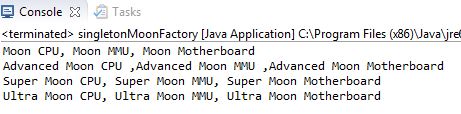 Console Tasks
<terminated> singletonMoonFactory [Java Application] C:\Program Files (x86)\Java\jre6
Moon CPU, Moon MMU, Moon Motherboard
Advanced Moon CPU ,Advanced Moon MMU ,Advanced Moon Motherboard
Super Moon CPU, Super Moon MMU, Super Moon Motherboard
Ultra Moon CPU, Ultra Moon MMU, Ultra Moon Motherboard